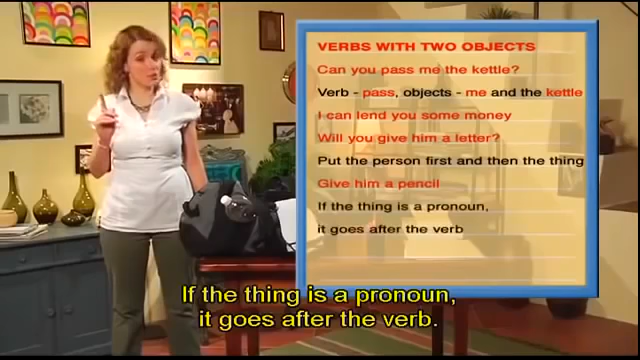 VERBS WITH TWO OBJECTS
Can you pass me the kettle?
Verb - pass, objects - me and the kettle
I can lend you some money
Will you give him a letter?
Put the person first and then the thing
Give him a pencil
If the thing is a pronoun,
it goes after the verb
If the thing is a pronoun,
it goes after the verb.